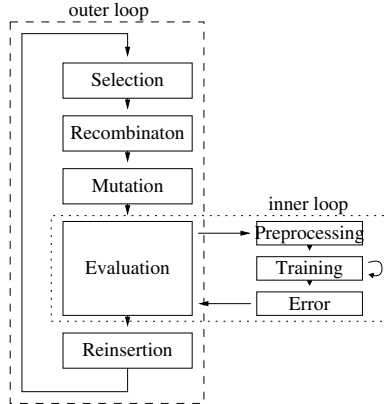 outer loop
Selection
Recombinaton
Mutation
inner loop
Evaluation
Preprocessing
Training
Error
Reinsertion